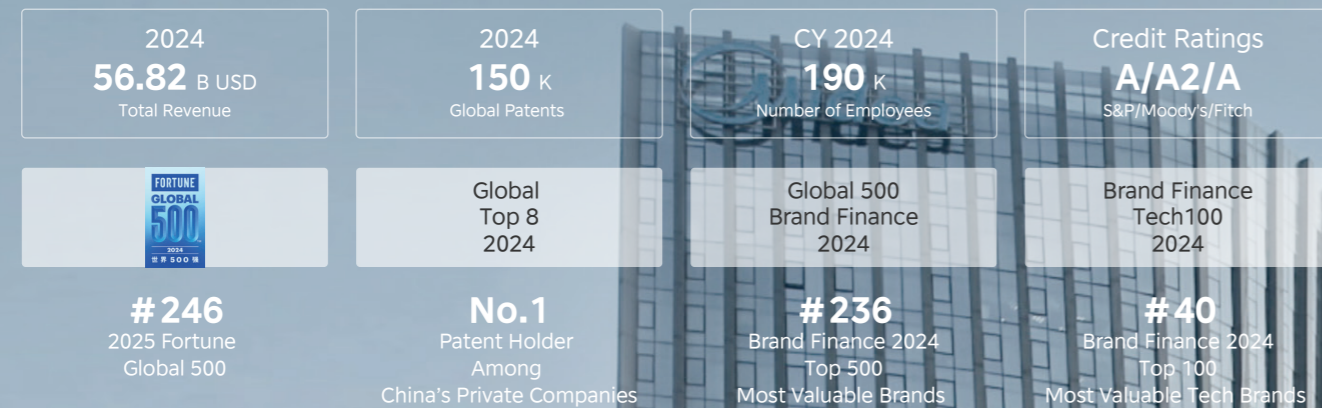 2024
56.82 B USD
Total Revenue
2024
150 K
Global Patents
CY 2024
190 K
Number of Employees
Credit Ratings
A/A2/A
S&P/Moody's/Fitch
Midea
FORTUNE
GLOBAL
500
2024
世界 500 强
Global
Top 8
2024
Global 500
Brand Finance
2024
Brand Finance
Tech100
2024
#246
2025 Fortune
Global 500
No.1
Patent Holder
Among
China's Private Companies
#236
Brand Finance 2024
Top 500
Most Valuable Brands
#40
Brand Finance 2024
Top 100
Most Valuable Tech Brands